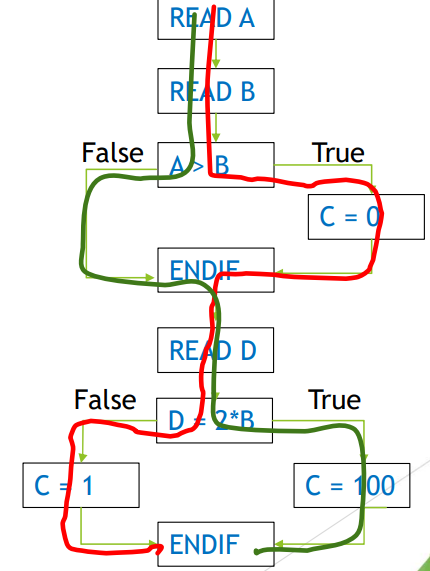 READ A
READ B
False
True
A > B
C = 0
ENDIF
READ D
False
True
D = 2*B
C = 1
C = 100
ENDIF